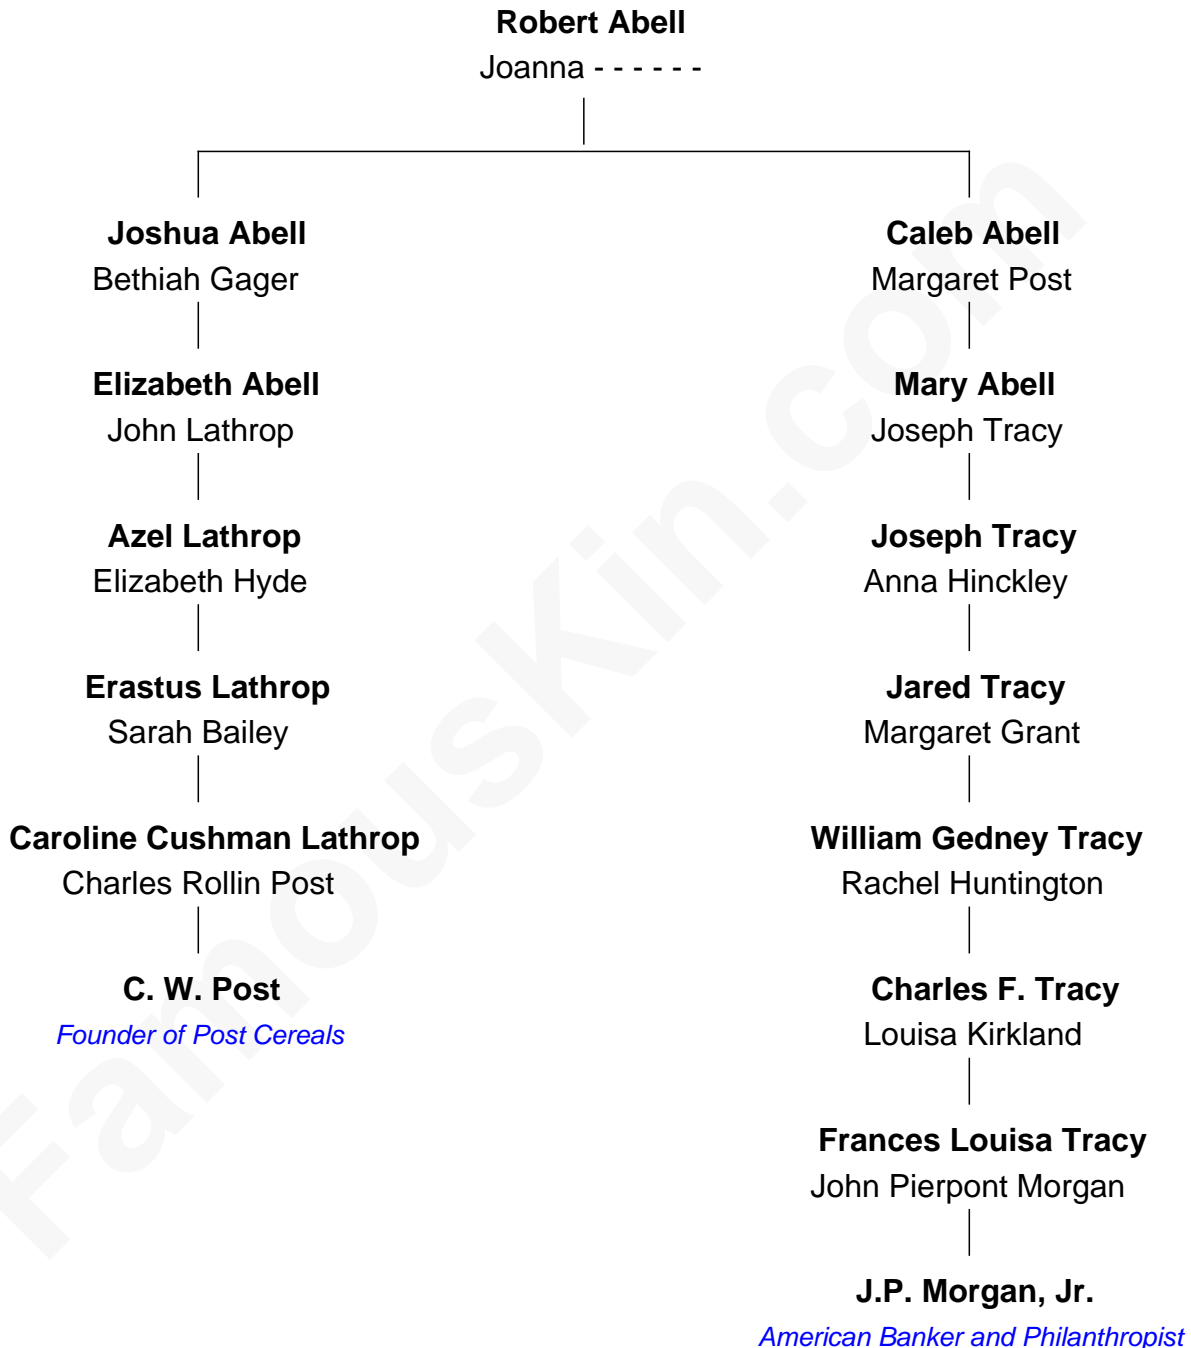 Robert Abell
Joanna - - - - - -
Joshua Abell
Bethiah Gager
Caleb Abell
Margaret Post
Elizabeth Abell
John Lathrop
Mary Abell
Joseph Tracy
Azel Lathrop
Elizabeth Hyde
Joseph Tracy
Anna Hinckley
Erastus Lathrop
Sarah Bailey
Jared Tracy
Margaret Grant
Caroline Cushman Lathrop
Charles Rollin Post
William Gedney Tracy
Rachel Huntington
C. W. Post
Founder of Post Cereals
Charles F. Tracy
Louisa Kirkland
Frances Louisa Tracy
John Pierpont Morgan
J.P. Morgan, Jr.
American Banker and Philanthropist
FamousKin.com